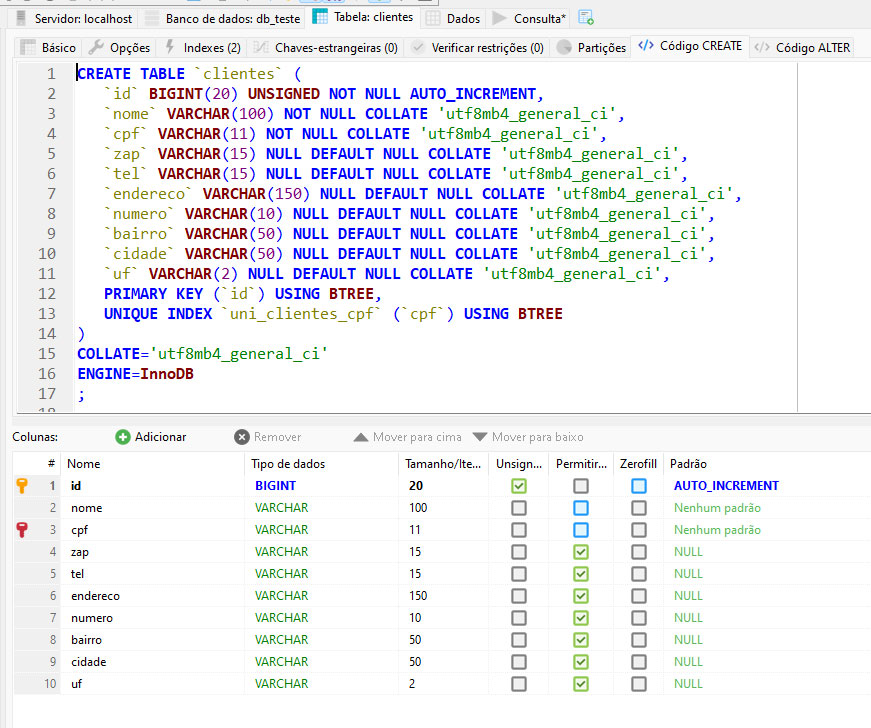 Servidor: localhost Banco de dados: db_teste Tabela: clientes Dados Consulta*
Básico Opções Indexes (2) Chaves-estrangeiras (0) Verificar restrições (0) Partições Código CREATE Código ALTER
1 CREATE TABLE `clientes` (
2 `id` BIGINT(20) UNSIGNED NOT NULL AUTO_INCREMENT,
3 `nome` VARCHAR(100) NOT NULL COLLATE 'utf8mb4_general_ci',
4 `cpf` VARCHAR(11) NOT NULL COLLATE 'utf8mb4_general_ci',
5 `zap` VARCHAR(15) NULL DEFAULT NULL COLLATE 'utf8mb4_general_ci',
6 `tel` VARCHAR(15) NULL DEFAULT NULL COLLATE 'utf8mb4_general_ci',
7 `endereco` VARCHAR(150) NULL DEFAULT NULL COLLATE 'utf8mb4_general_ci',
8 `numero` VARCHAR(10) NULL DEFAULT NULL COLLATE 'utf8mb4_general_ci',
9 `bairro` VARCHAR(50) NULL DEFAULT NULL COLLATE 'utf8mb4_general_ci',
10 `cidade` VARCHAR(50) NULL DEFAULT NULL COLLATE 'utf8mb4_general_ci',
11 `uf` VARCHAR(2) NULL DEFAULT NULL COLLATE 'utf8mb4_general_ci',
12 PRIMARY KEY (`id`) USING BTREE,
13 UNIQUE INDEX `uni_clientes_cpf` (`cpf`) USING BTREE
14 )
15 COLLATE='utf8mb4_general_ci'
16 ENGINE=InnoDB
17 ;
18
Colunas: Adicionar Remover Mover para cima Mover para baixo
# Nome Tipo de dados Tamanho/Ite... Unsign... Permitir... Zerofill Padrão
1 id BIGINT 20 AUTO_INCREMENT
2 nome VARCHAR 100 Nenhum padrão
3 cpf VARCHAR 11 Nenhum padrão
4 zap VARCHAR 15 NULL
5 tel VARCHAR 15 NULL
6 endereco VARCHAR 150 NULL
7 numero VARCHAR 10 NULL
8 bairro VARCHAR 50 NULL
9 cidade VARCHAR 50 NULL
10 uf VARCHAR 2 NULL